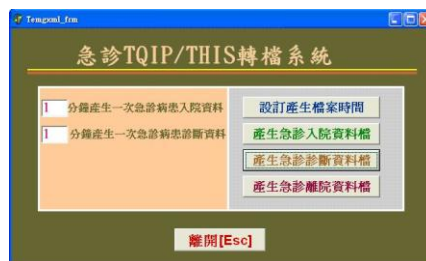 Temgxml_frm
急診TQIP/THIS轉檔系統
1 分鐘產生一次急診病患入院資料
1 分鐘產生一次急診病患診斷資料
設訂產生檔案時間
產生急診入院資料檔
產生急診診斷資料檔
產生急診離院資料檔
離開[Esc]